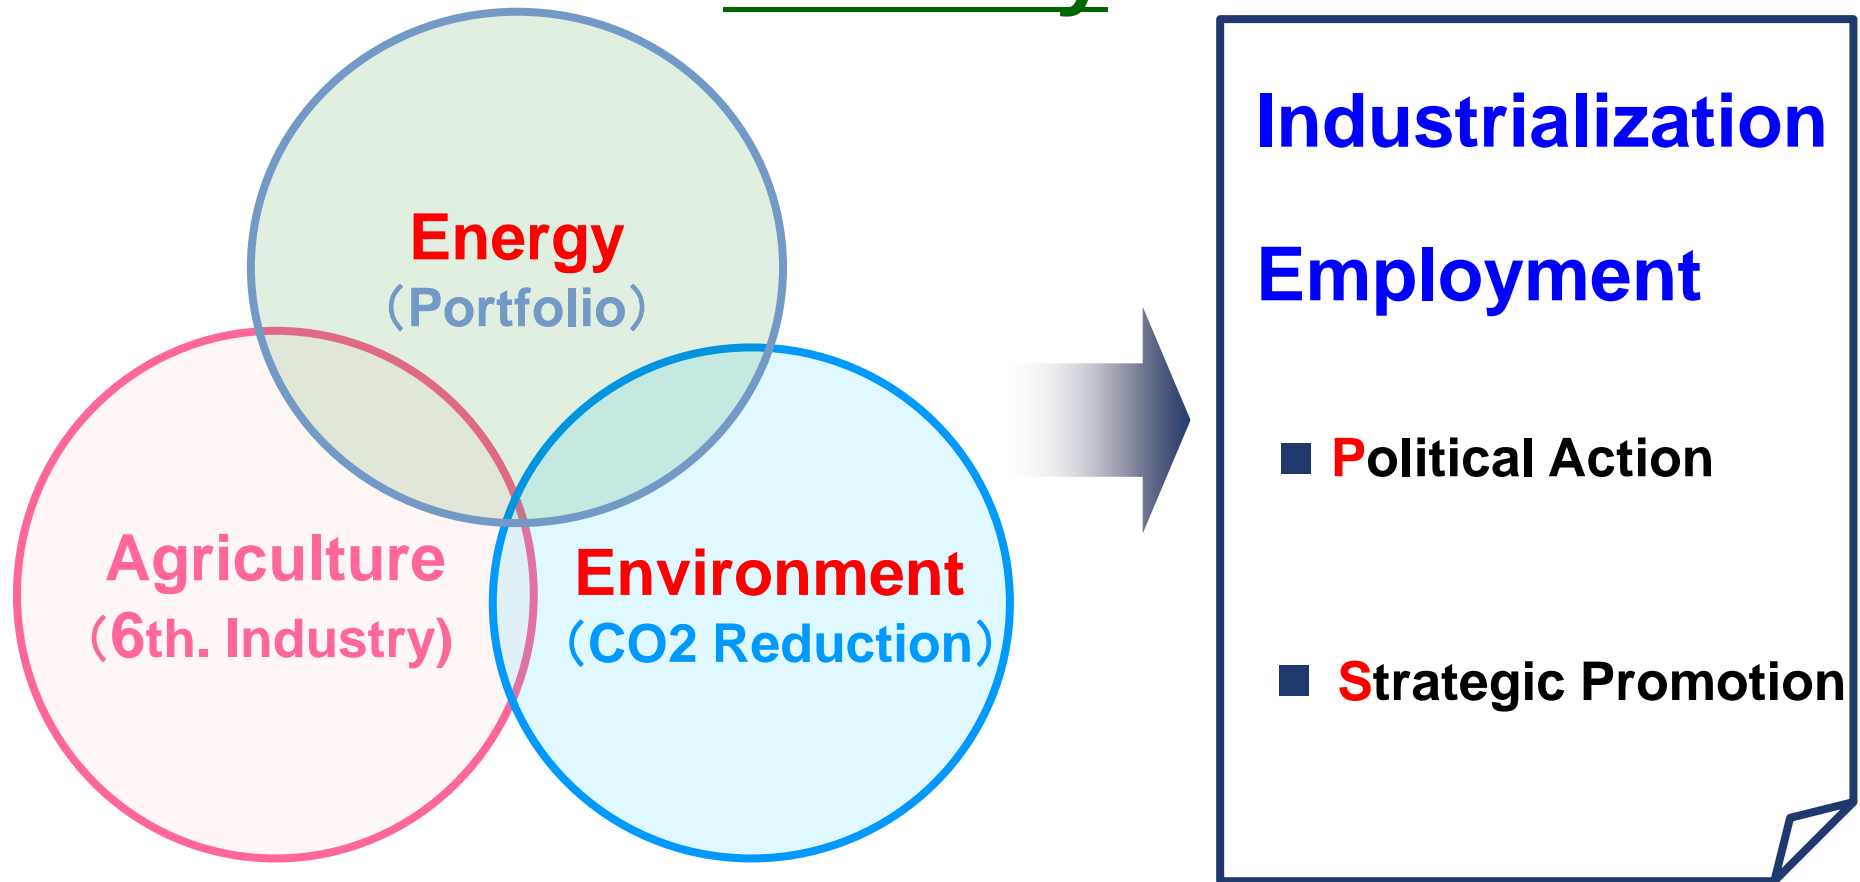 Energy
（Portfolio）
Agriculture
（6th. Industry)
Environment
（CO2 Reduction）
Industrialization
Employment
■ Political Action
■ Strategic Promotion